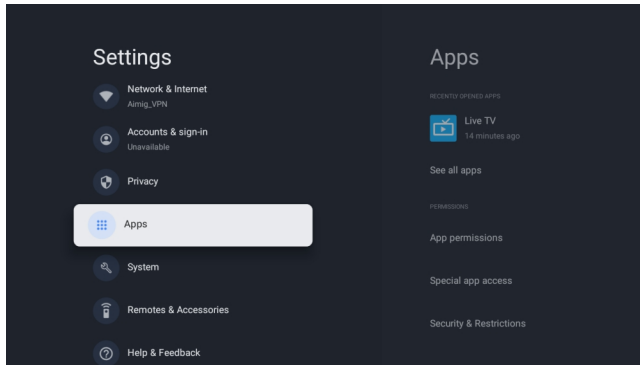 Settings
Network & Internet
Aimig_VPN
Accounts & sign-in
Unavailable
Privacy
Apps
System
Remotes & Accessories
Help & Feedback
Apps
RECENTLY OPENED APPS
Live TV
14 minutes ago
See all apps
PERMISSIONS
App permissions
Special app access
Security & Restrictions